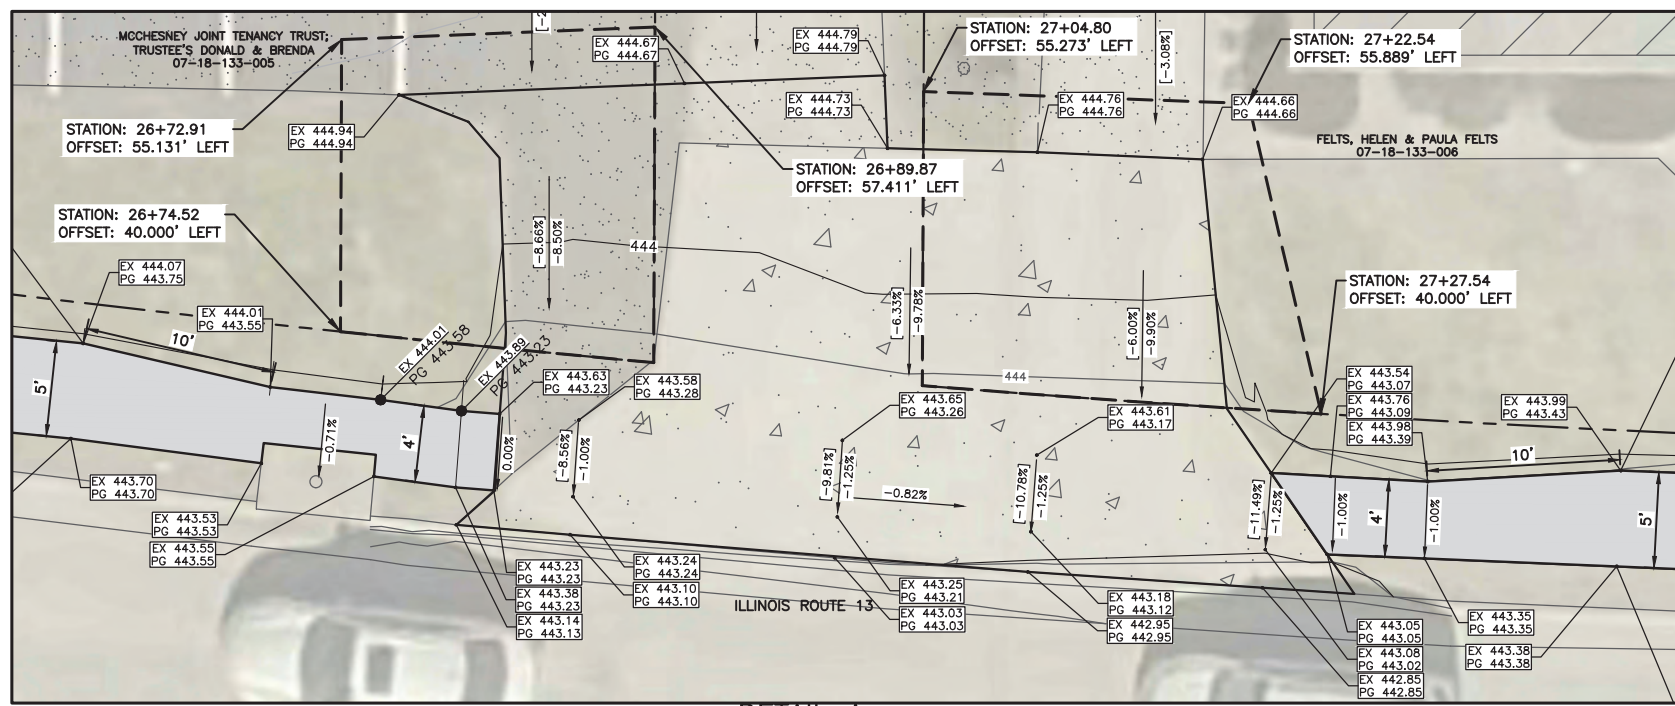 MCCHESNEY JOINT TENANCY TRUST;
TRUSTEE'S DONALD & BRENDA
07-18-133-005
EX 444.67
PG 444.67
EX 444.79
PG 444.79
STATION: 27+04.80
OFFSET: 55.273' LEFT
[-3.08%]
STATION: 27+22.54
OFFSET: 55.889' LEFT
STATION: 26+72.91
OFFSET: 55.131' LEFT
EX 444.94
PG 444.94
EX 444.73
PG 444.73
EX 444.76
PG 444.76
EX 444.66
PG 444.66
FELTS, HELEN & PAULA FELTS
07-18-133-006
STATION: 26+89.87
OFFSET: 57.411' LEFT
STATION: 26+74.52
OFFSET: 40.000' LEFT
[-8.66%]
-8.50%
444
EX 444.07
PG 443.75
[-6.33%]
-9.78%
[-6.00%]
-9.90%
STATION: 27+27.54
OFFSET: 40.000' LEFT
EX 444.01
PG 443.55
10'
EX 444.01
PG 443.58
EX 443.89
PG 443.23
444
5'
EX 443.63
PG 443.23
EX 443.58
PG 443.28
EX 443.65
PG 443.26
EX 443.61
PG 443.17
EX 443.54
PG 443.07
EX 443.76
PG 443.09
EX 443.98
PG 443.39
EX 443.99
PG 443.43
-0.71%
4'
0.00%
[-8.56%]
-1.00%
[-9.81%]
-1.25%
-0.82%
[-10.78%]
-1.25%
[-11.49%]
-1.25%
-1.00%
4'
-1.00%
10'
5'
EX 443.70
PG 443.70
EX 443.53
PG 443.53
EX 443.55
PG 443.55
EX 443.23
PG 443.23
EX 443.38
PG 443.23
EX 443.14
PG 443.13
EX 443.24
PG 443.24
EX 443.10
PG 443.10
ILLINOIS ROUTE 13
EX 443.25
PG 443.21
EX 443.03
PG 443.03
EX 443.18
PG 443.12
EX 442.95
PG 442.95
EX 443.05
PG 443.05
EX 443.08
PG 443.02
EX 442.85
PG 442.85
EX 443.35
PG 443.35
EX 443.38
PG 443.38